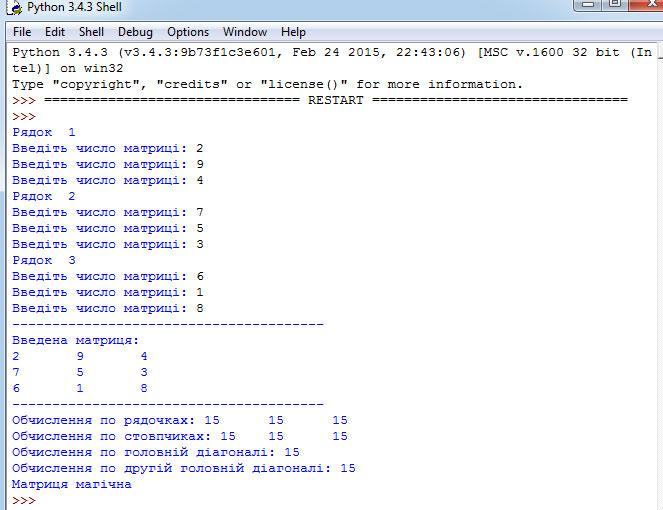 Python 3.4.3 Shell
File Edit Shell Debug Options Window Help
Python 3.4.3 (v3.4.3:9b73f1c3e601, Feb 24 2015, 22:43:06) [MSC v.1600 32 bit (In
tel)] on win32
Type "copyright", "credits" or "license()" for more information.
>>> ================================ RESTART ================================
>>>
Рядок  1
Введіть число матриці: 2
Введіть число матриці: 9
Введіть число матриці: 4
Рядок  2
Введіть число матриці: 7
Введіть число матриці: 5
Введіть число матриці: 3
Рядок  3
Введіть число матриці: 6
Введіть число матриці: 1
Введіть число матриці: 8
---------------------------------------
Введена матриця:
2       9       4
7       5       3
6       1       8
---------------------------------------
Обчислення по рядочках: 15      15      15
Обчислення по стовпчиках: 15    15      15
Обчислення по головній діагоналі: 15
Обчислення по другій головній діагоналі: 15
Матриця магічна
>>>